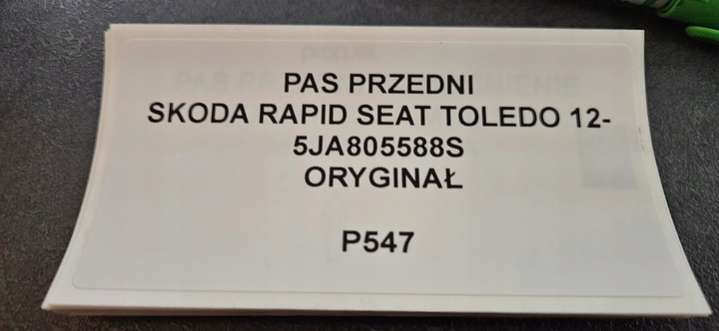 PAS PRZEDNI
SKODA RAPID SEAT TOLEDO 12-
5JA805588S
ORYGINAŁ
P547